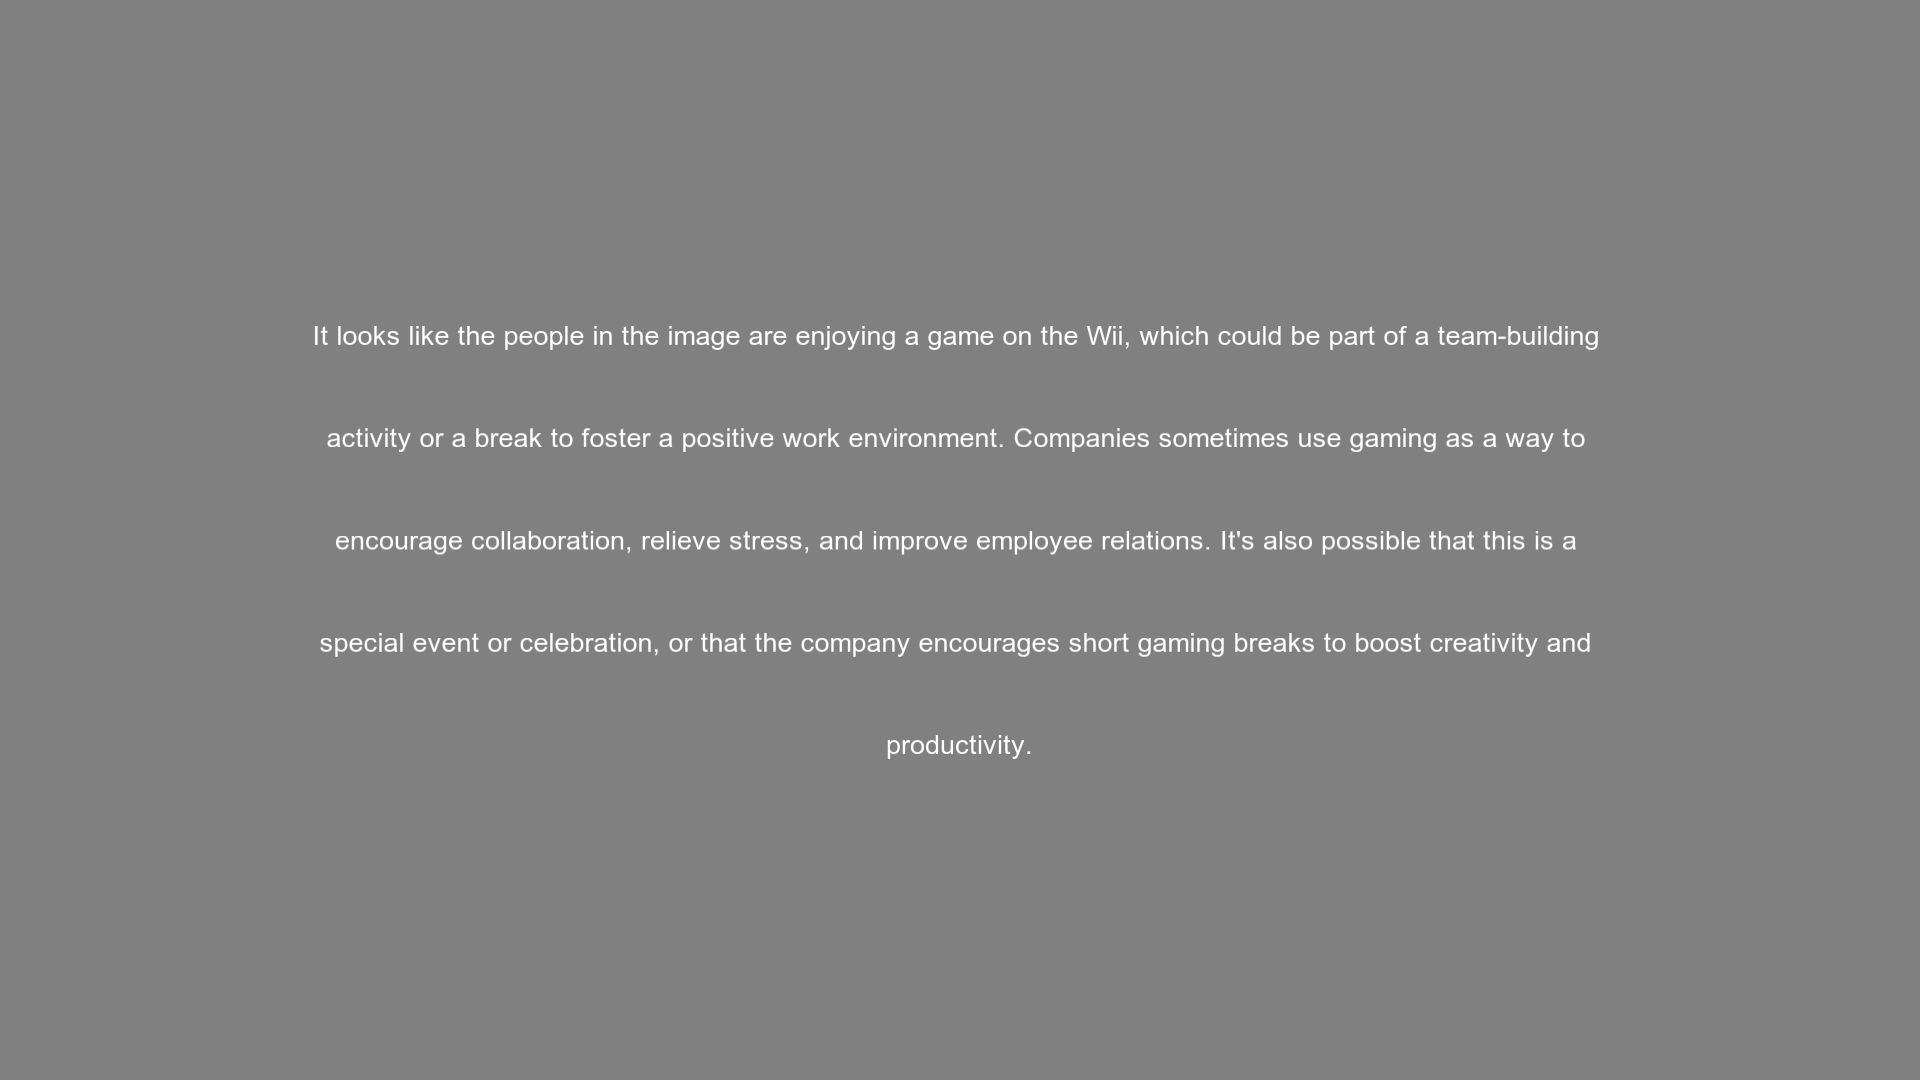 It looks like the people in the image are enjoying a game on the Wii, which could be part of a team-building
activity or a break to foster a positive work environment. Companies sometimes use gaming as a way to
encourage collaboration, relieve stress, and improve employee relations. It's also possible that this is a
special event or celebration, or that the company encourages short gaming breaks to boost creativity and
productivity.